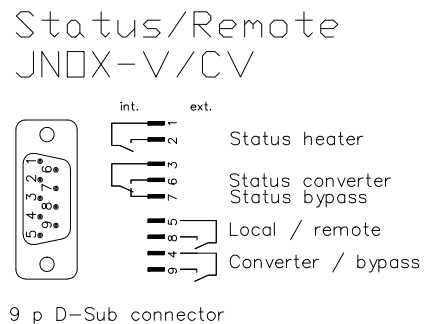 Status/Remote
JNOX-V/CV
int. ext.
1
2 Status heater
3
6 Status converter
7 Status bypass
5
8 Local / remote
4
9 Converter / bypass
1
6
2
7
3
8
4
9
5
9 p D-Sub connector